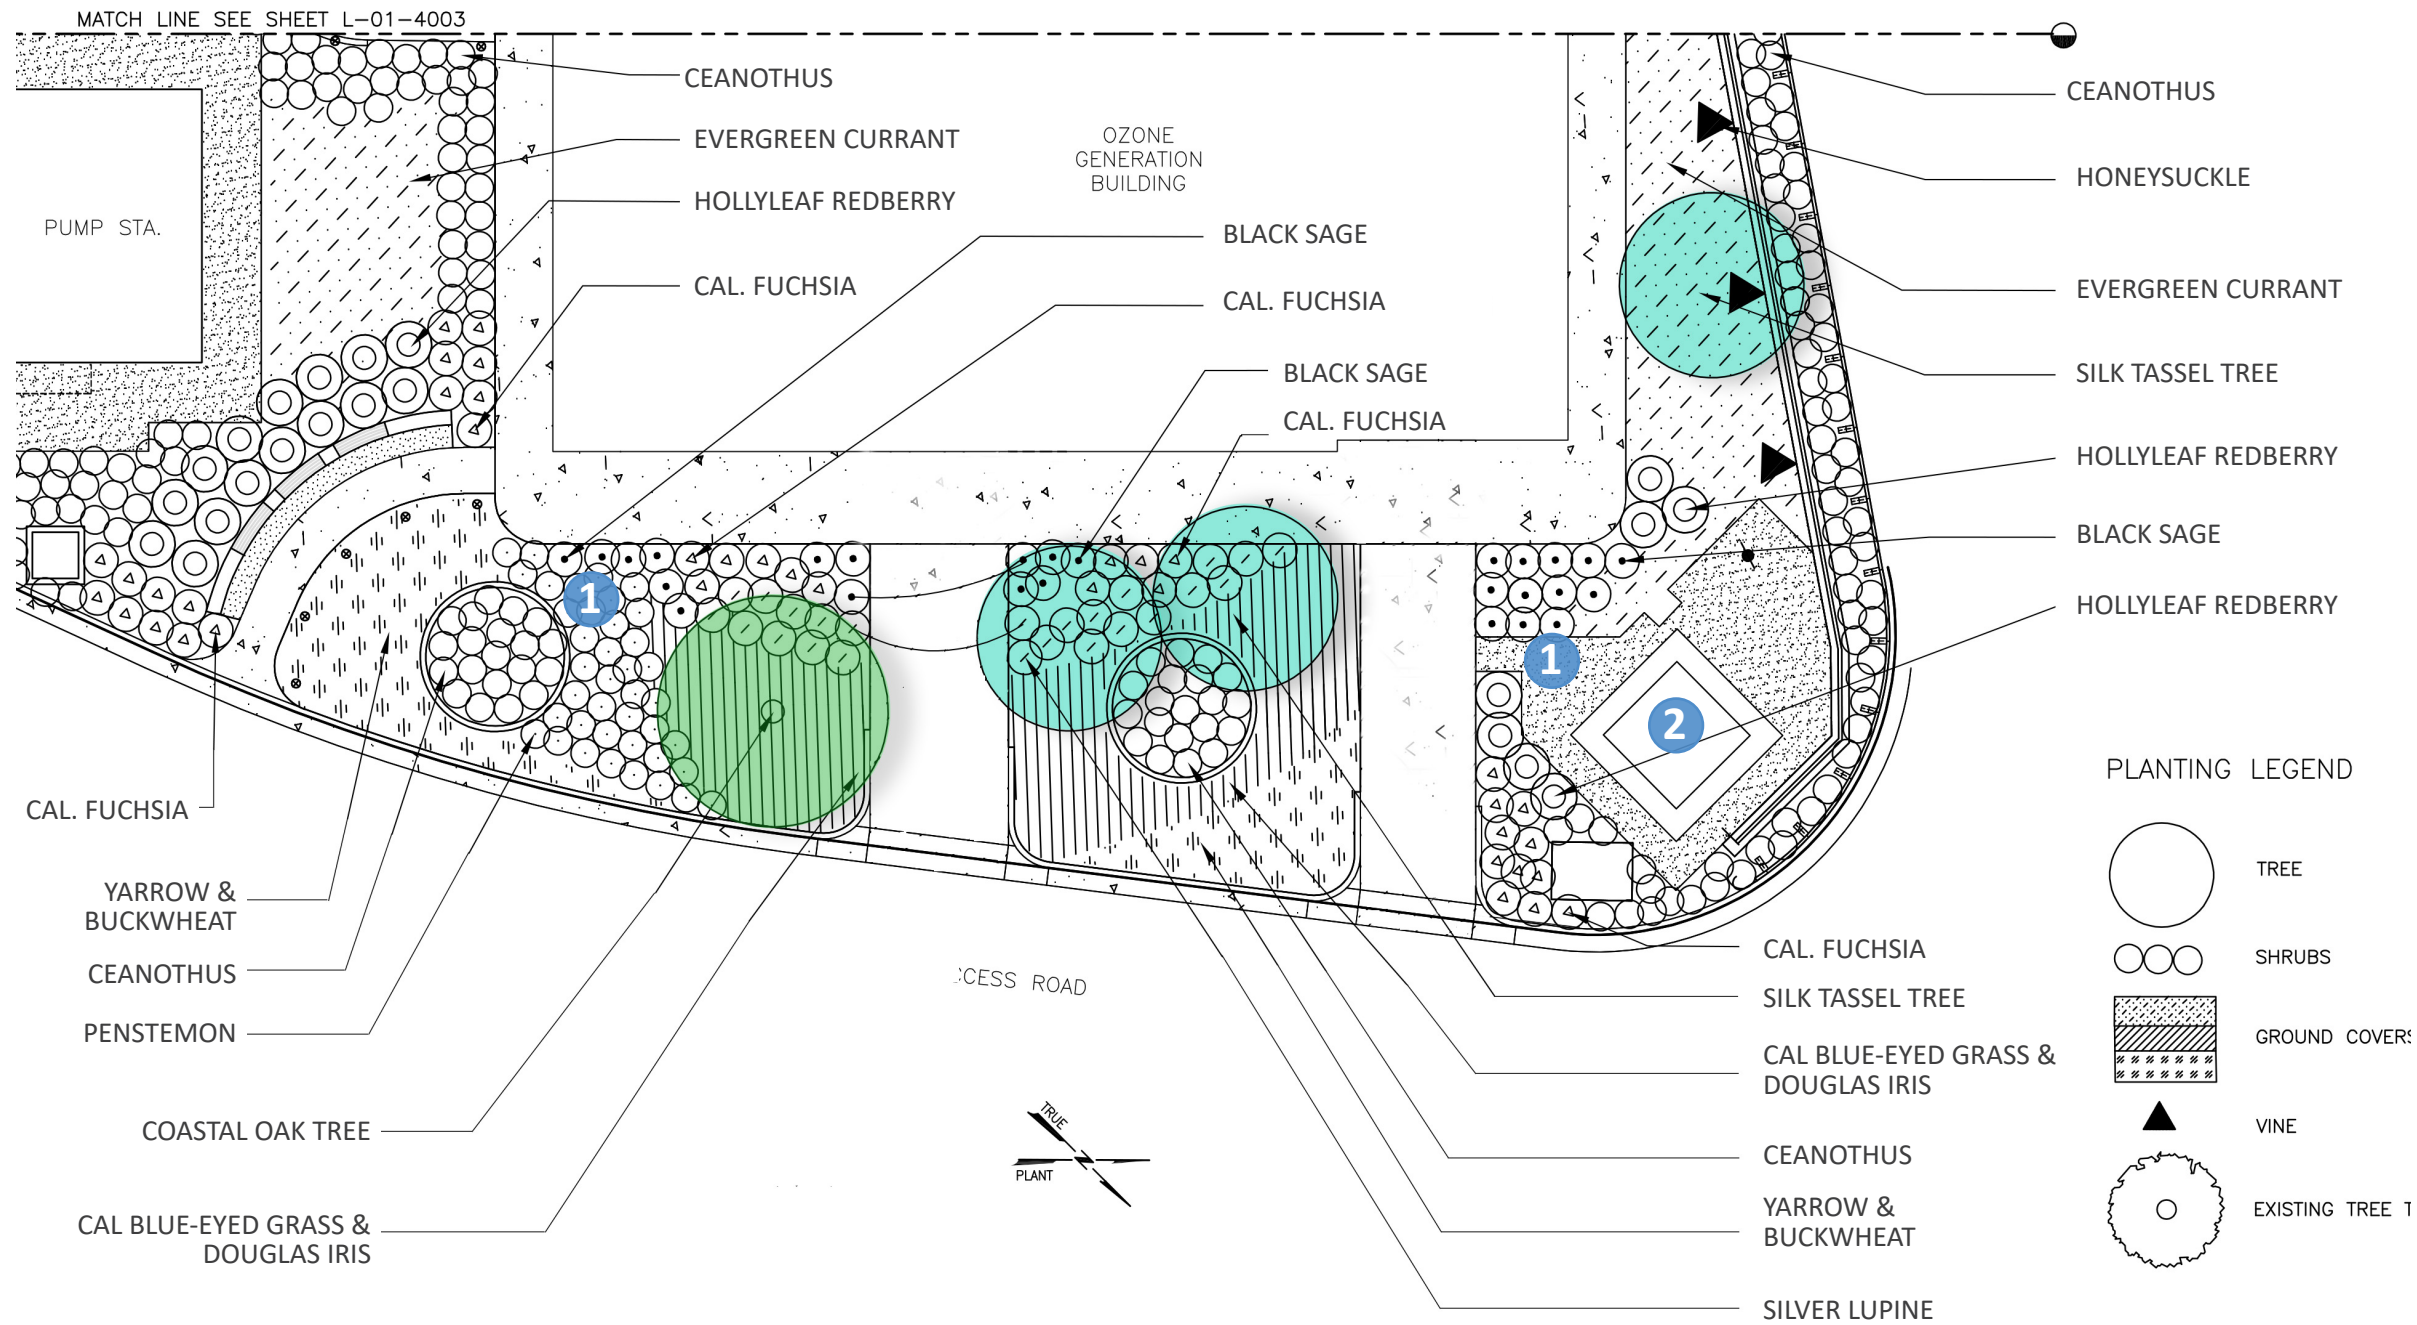 MATCH LINE SEE SHEET L-01-4003
CEANOTHUS
EVERGREEN CURRANT
HOLLYLEAF REDBERRY
CAL. FUCHSIA
PUMP STA.
OZONE
GENERATION
BUILDING
BLACK SAGE
CAL. FUCHSIA
BLACK SAGE
CAL. FUCHSIA
CEANOTHUS
HONEYSUCKLE
EVERGREEN CURRANT
SILK TASSEL TREE
HOLLYLEAF REDBERRY
BLACK SAGE
HOLLYLEAF REDBERRY
1
1
2
CAL. FUCHSIA
YARROW &
BUCKWHEAT
CEANOTHUS
PENSTEMON
COASTAL OAK TREE
CAL BLUE-EYED GRASS &
DOUGLAS IRIS
CESS ROAD
TRUE
PLANT
CAL. FUCHSIA
SILK TASSEL TREE
CAL BLUE-EYED GRASS &
DOUGLAS IRIS
CEANOTHUS
YARROW &
BUCKWHEAT
SILVER LUPINE
PLANTING LEGEND
TREE
SHRUBS
GROUND COVERS
VINE
EXISTING TREE T